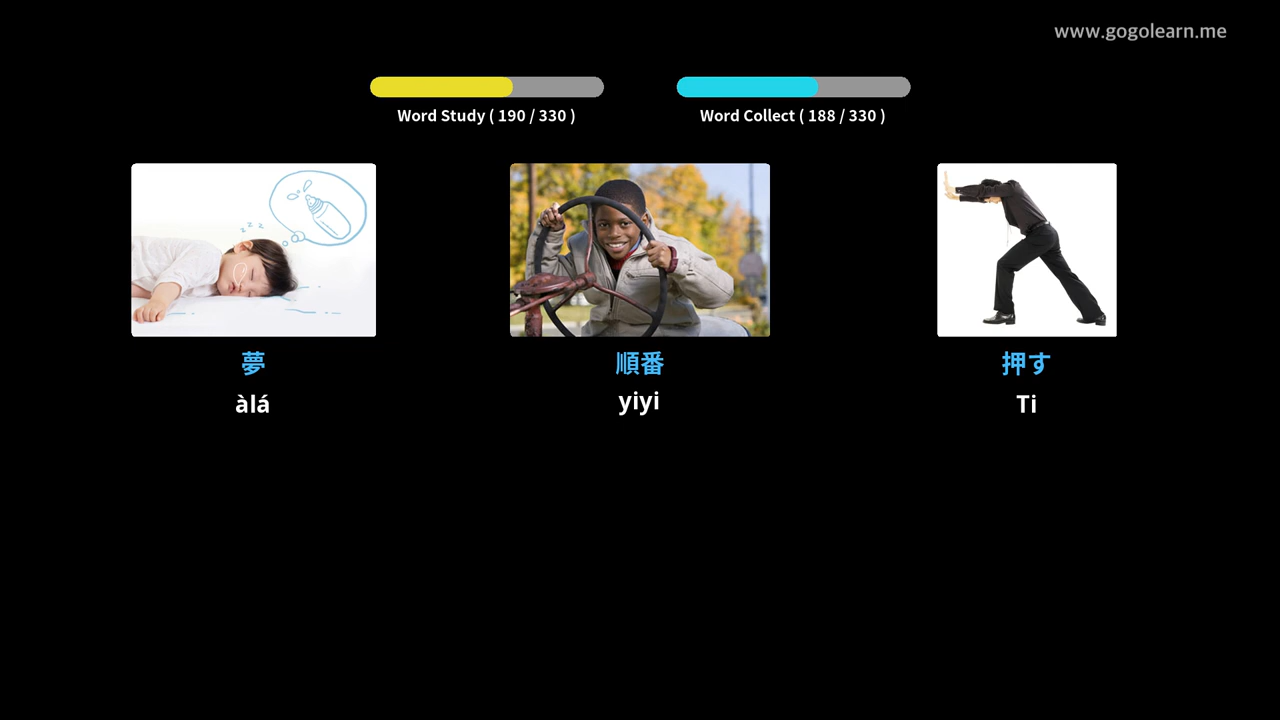 www.gogolearn.me
Word Study ( 190 / 330 )
Word Collect ( 188 / 330 )
z z z
夢
順番
押す
àlá
yiyi
Ti